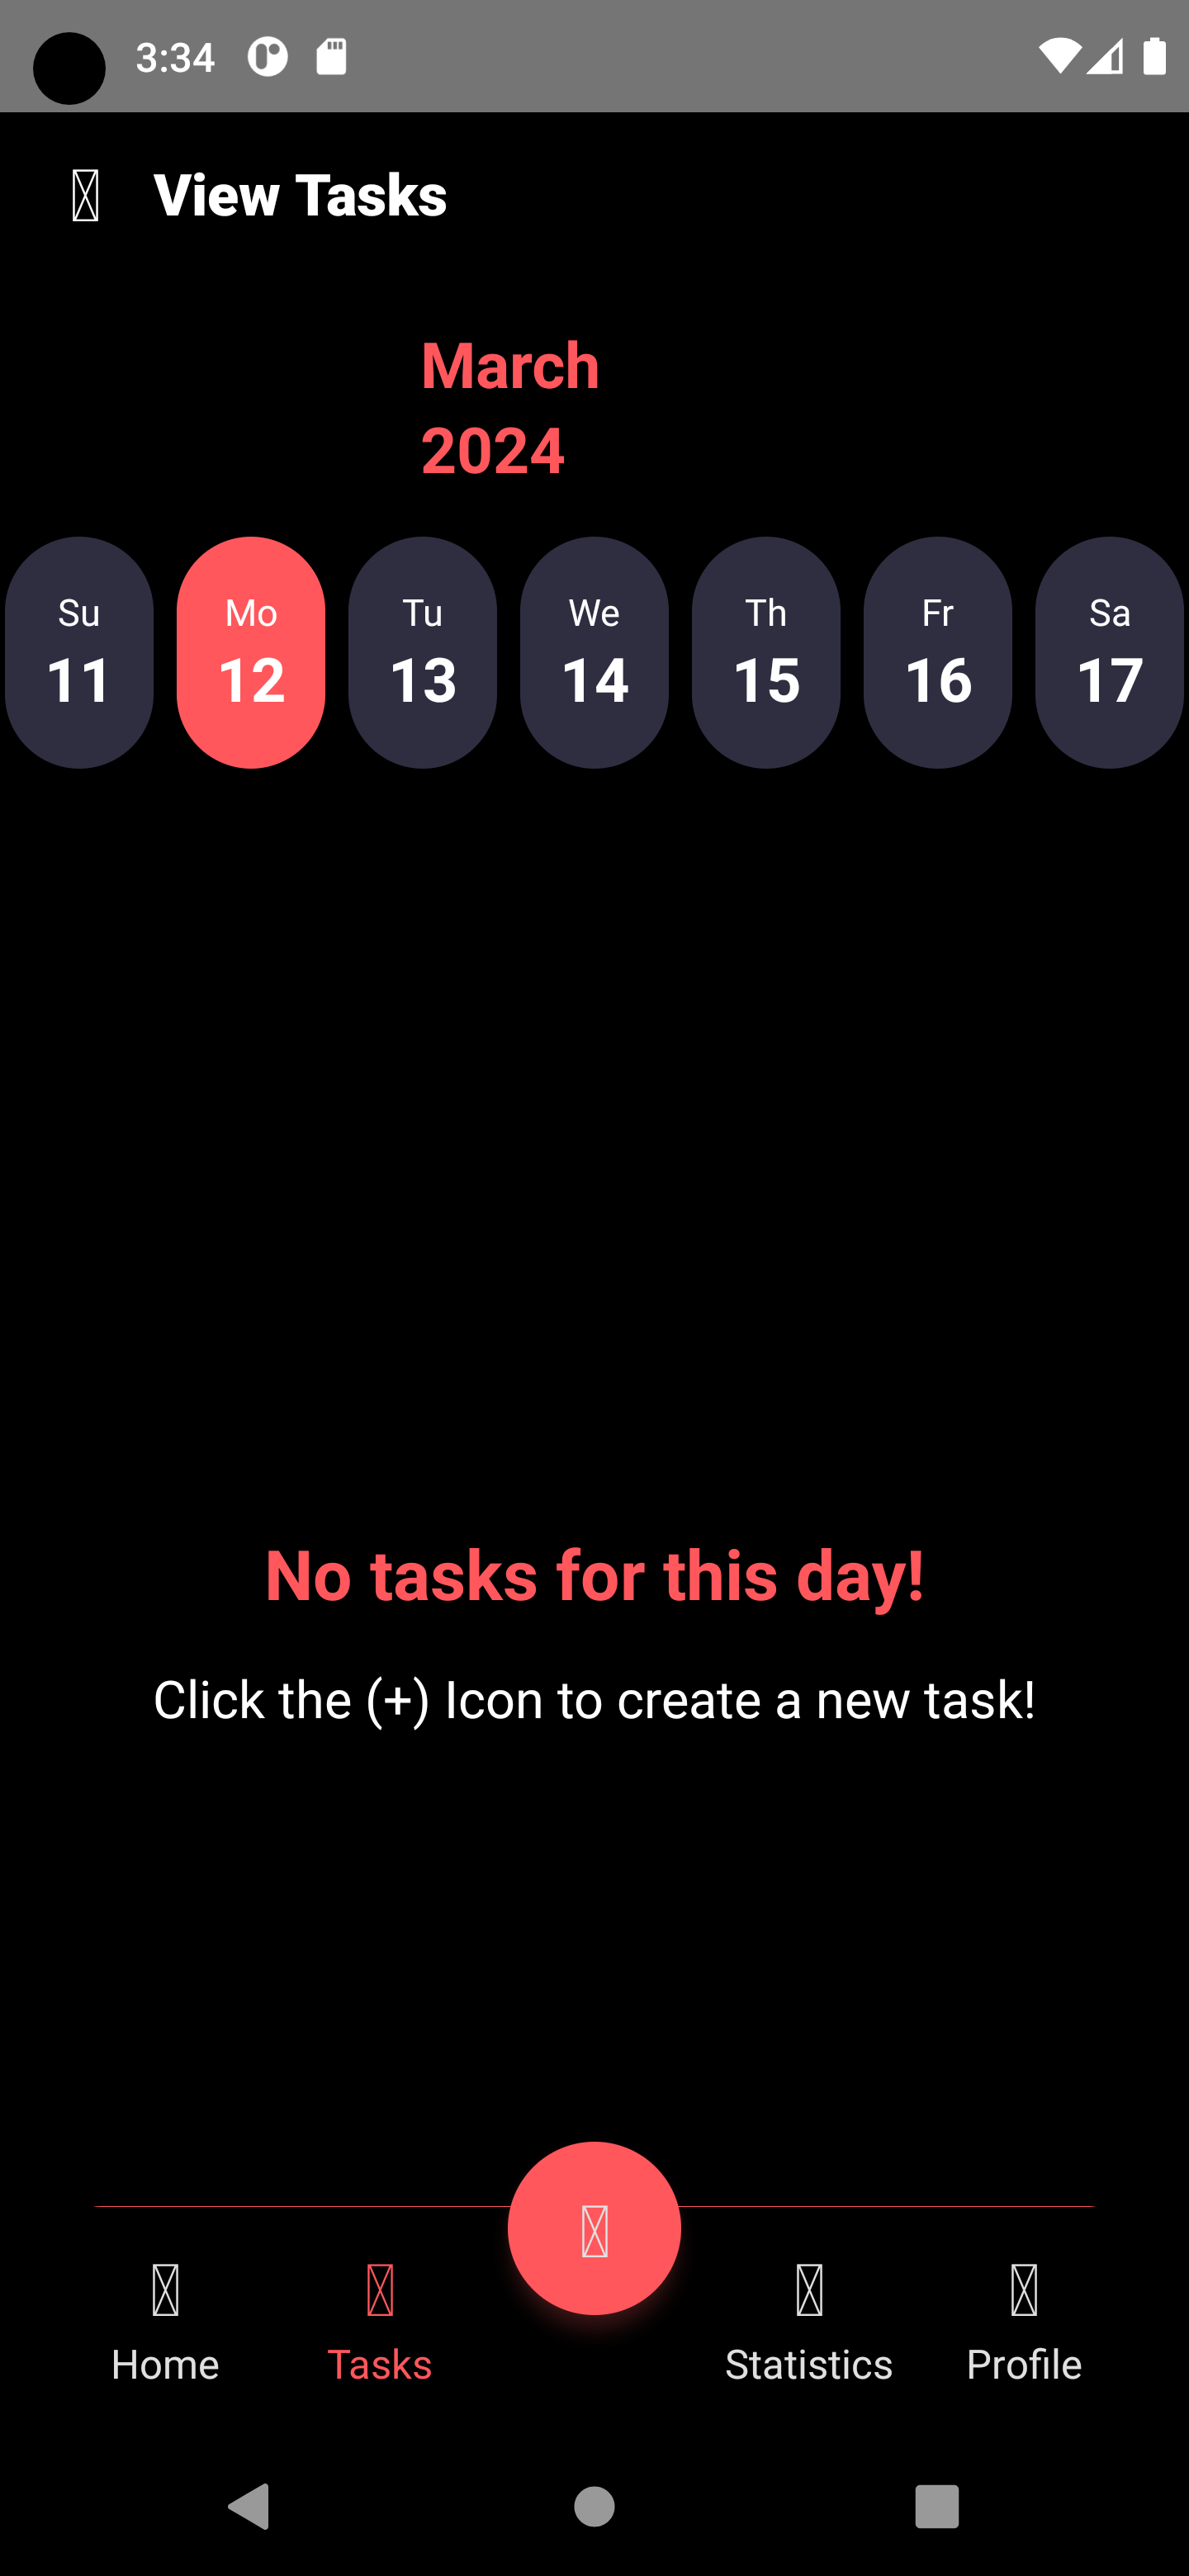 3:34
View Tasks
March
2024
Su Mo Tu We Th Fr Sa
11 12 13 14 15 16 17
No tasks for this day!
Click the (+) Icon to create a new task!
Home Tasks Statistics Profile